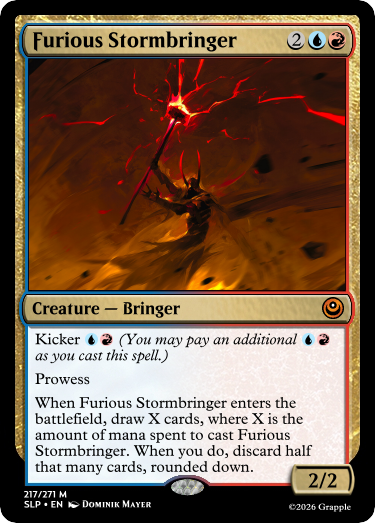 Furious Stormbringer 2
Creature — Bringer
Kicker (You may pay an additional
as you cast this spell.)
Prowess
When Furious Stormbringer enters the
battlefield, draw X cards, where X is the
amount of mana spent to cast Furious
Stormbringer. When you do, discard half
that many cards, rounded down.
2/2
217/271 M
SLP • EN Dominik Mayer
©2026 Grapple